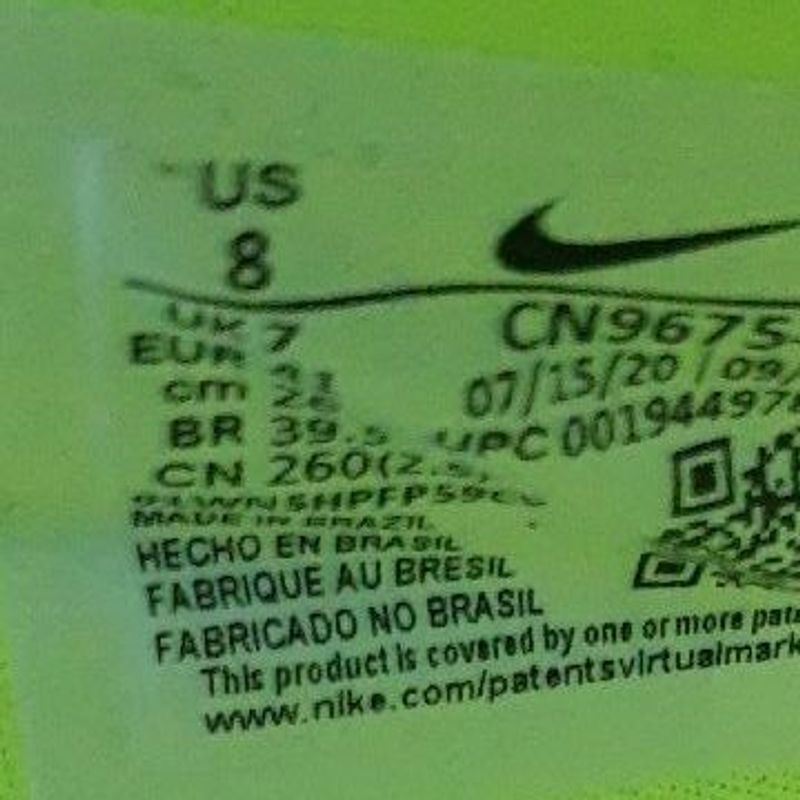 US
8
UK 7
EUR
cm
BR 39.5
CN 260(2.5)
CN9675
07/15/20 09/
UPC 00194497
MADE IN BRAZIL
HECHO EN BRASIL
FABRIQUE AU BRESIL
FABRICADO NO BRASIL
This product is covered by one or more
www.nike.com/patentsvirtualmark